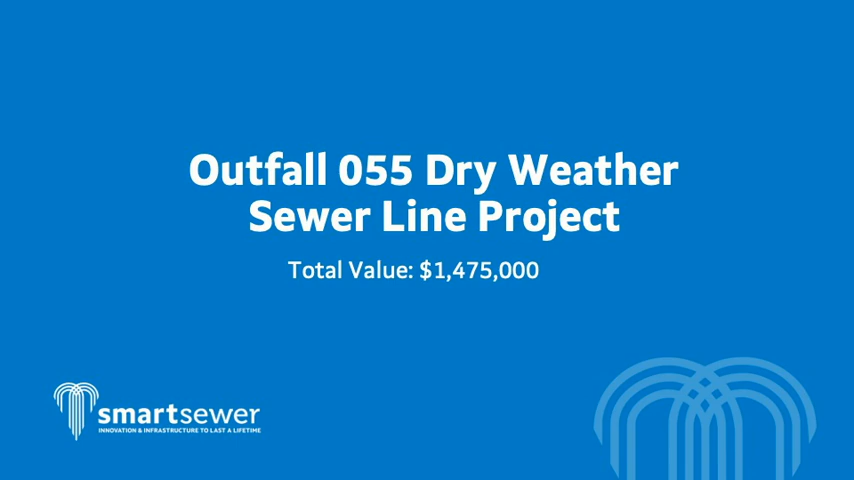 Outfall 055 Dry Weather
Sewer Line Project
Total Value: $1,475,000
smartsewer
INNOVATION & INFRASTRUCTURE TO LAST A LIFETIME